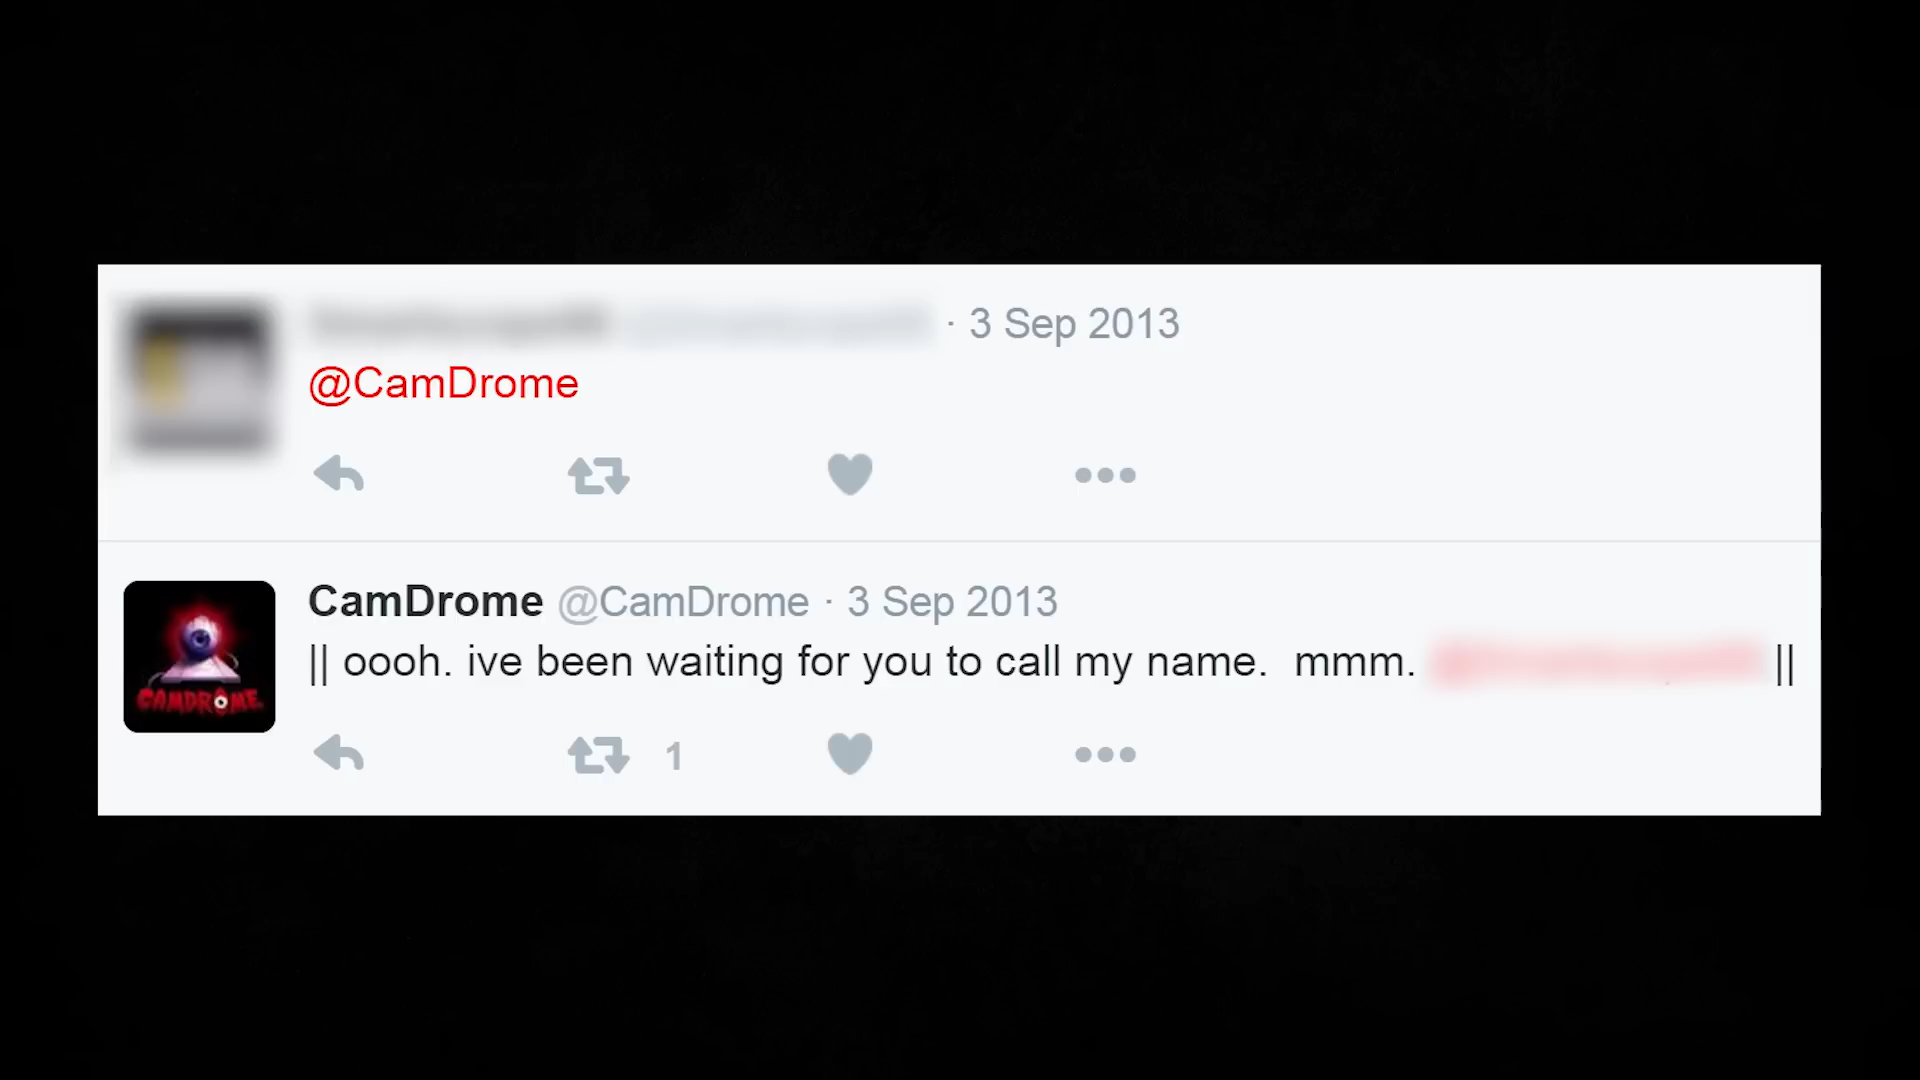 · 3 Sep 2013
@CamDrome
CamDrome @CamDrome · 3 Sep 2013
|| oooh. ive been waiting for you to call my name.  mmm. ||
CAMDROME
1